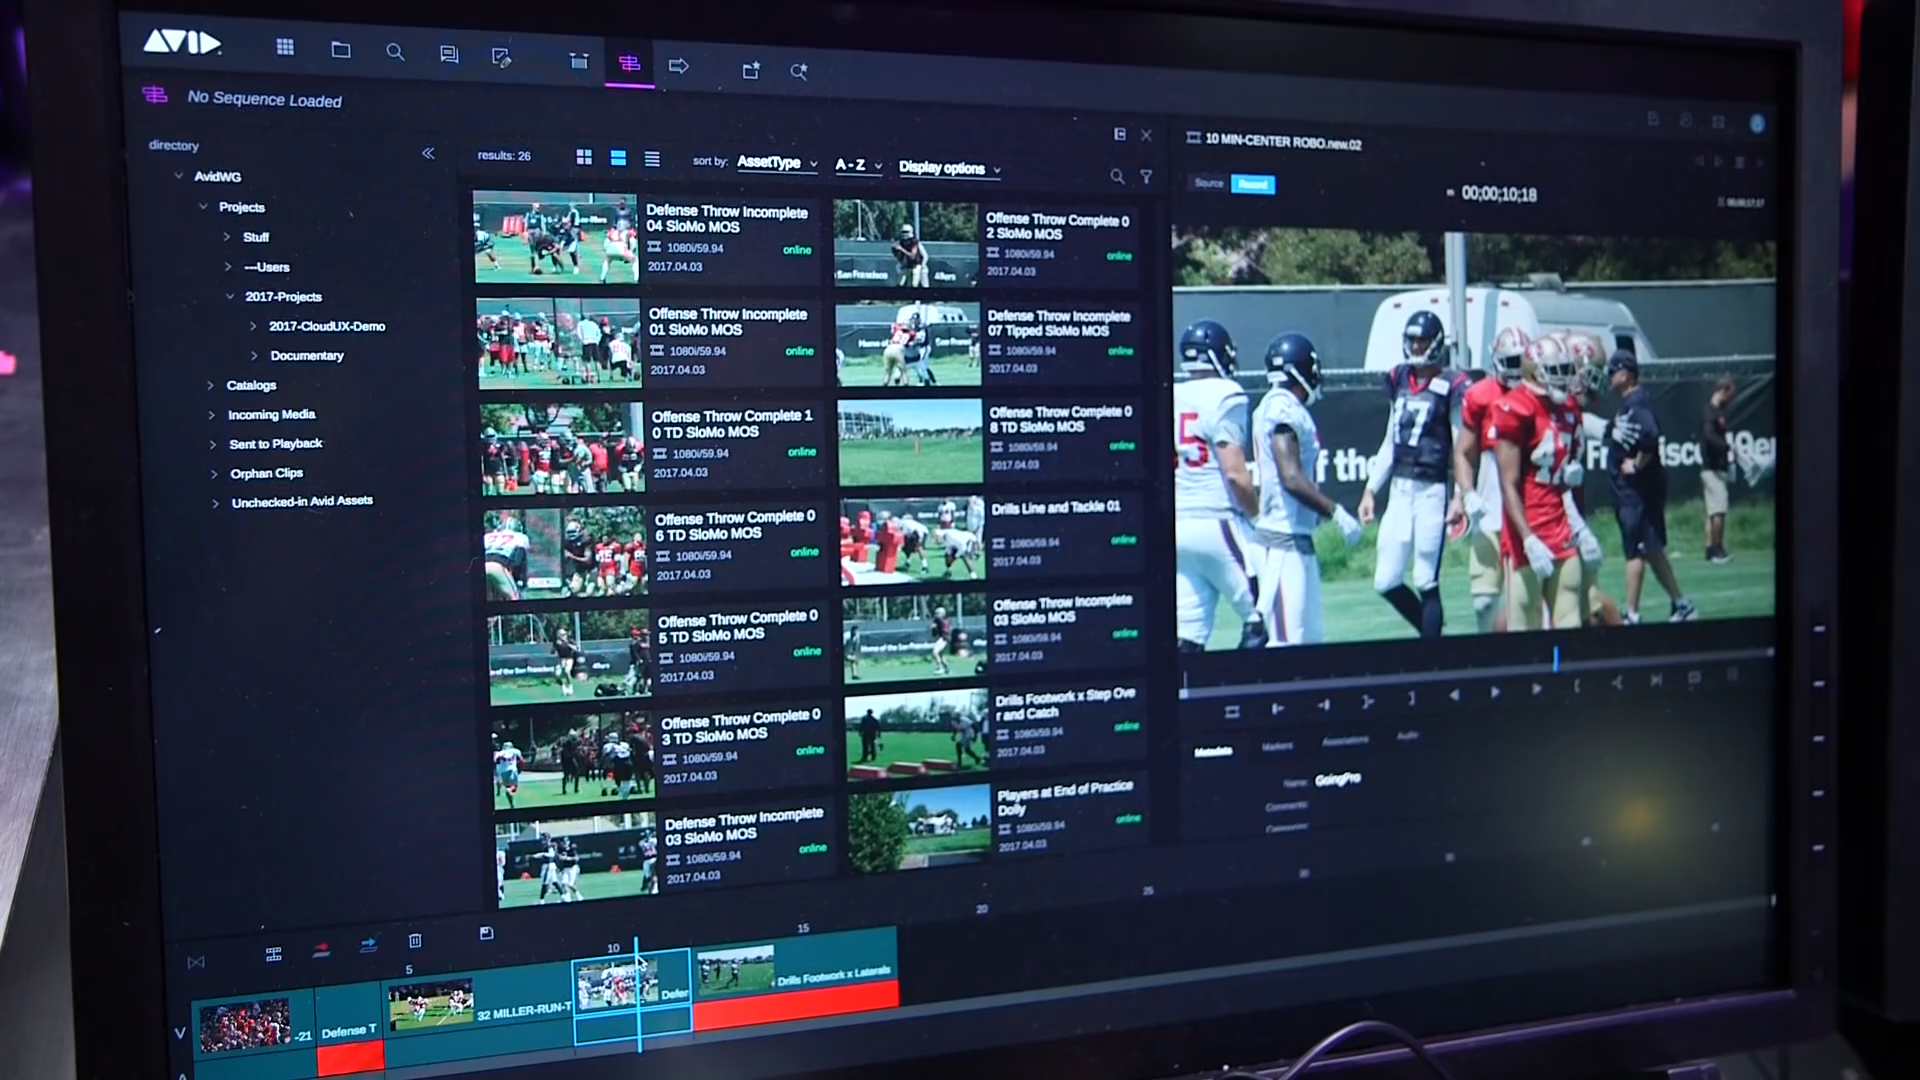 AVID
No Sequence Loaded
directory
AvidWG
Projects
Stuff
---Users
2017-Projects
2017-CloudUX-Demo
Documentary
Catalogs
Incoming Media
Sent to Playback
Orphan Clips
Unchecked-in Avid Assets
results: 26
sort by: AssetType
A - Z
Display options
Defense Throw Incomplete
04 SloMo MOS
1080i/59.94
online
2017.04.03
Offense Throw Complete 0
2 SloMo MOS
1080i/59.94
online
2017.04.03
Offense Throw Incomplete
01 SloMo MOS
1080i/59.94
online
2017.04.03
Defense Throw Incomplete
07 Tipped SloMo MOS
1080i/59.94
online
2017.04.03
Offense Throw Complete 1
0 TD SloMo MOS
1080i/59.94
online
2017.04.03
Offense Throw Complete 0
8 TD SloMo MOS
1080i/59.94
online
2017.04.03
Offense Throw Complete 0
6 TD SloMo MOS
1080i/59.94
online
2017.04.03
Drills Line and Tackle 01
1080i/59.94
online
2017.04.03
Offense Throw Complete 0
5 TD SloMo MOS
1080i/59.94
online
2017.04.03
Offense Throw Incomplete
03 SloMo MOS
1080i/59.94
online
2017.04.03
Offense Throw Complete 0
3 TD SloMo MOS
1080i/59.94
online
2017.04.03
Drills Footwork x Step Ove
r and Catch
1080i/59.94
online
2017.04.03
Defense Throw Incomplete
03 SloMo MOS
1080i/59.94
online
2017.04.03
Players at End of Practice
Dolly
1080i/59.94
online
2017.04.03
10 MIN-CENTER ROBO.new.02
Source
Record
00;00;10;18
5
17
47
of the
Metadata
Markers
Associations
Audio
Name: GoingPro
Comments:
5
10
15
20
25
30
-21
Defense T
32 MILLER-RUN-T
Defen
Drills Footwork x Laterals